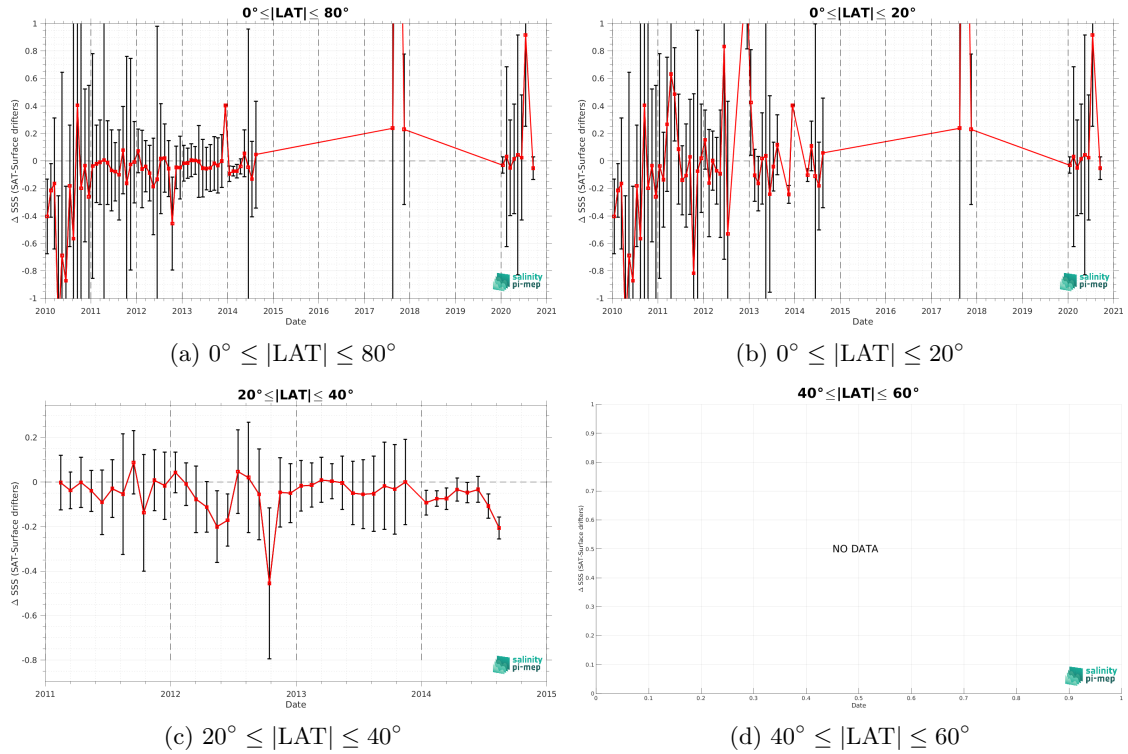 0°≤|LAT|≤ 80°
1
0.8
0.6
0.4
0.2
0
-0.2
-0.4
-0.6
-0.8
-1
Δ SSS (SAT-Surface drifters)
2010 2011 2012 2013 2014 2015 2016 2017 2018 2019 2020 2021
Date
salinity
pi-mep
(a) 0° ≤ |LAT| ≤ 80°
0°≤|LAT|≤ 20°
1
0.8
0.6
0.4
0.2
0
-0.2
-0.4
-0.6
-0.8
-1
Δ SSS (SAT-Surface drifters)
2010 2011 2012 2013 2014 2015 2016 2017 2018 2019 2020 2021
Date
salinity
pi-mep
(b) 0° ≤ |LAT| ≤ 20°
20°≤|LAT|≤ 40°
0.2
0
-0.2
-0.4
-0.6
-0.8
Δ SSS (SAT-Surface drifters)
2011 2012 2013 2014 2015
Date
salinity
pi-mep
(c) 20° ≤ |LAT| ≤ 40°
40°≤|LAT|≤ 60°
1
0.9
0.8
0.7
0.6
0.5
0.4
0.3
0.2
0.1
0
Δ SSS (SAT-Surface drifters)
NO DATA
0 0.1 0.2 0.3 0.4 0.5 0.6 0.7 0.8 0.9 1
Date
salinity
pi-mep
(d) 40° ≤ |LAT| ≤ 60°